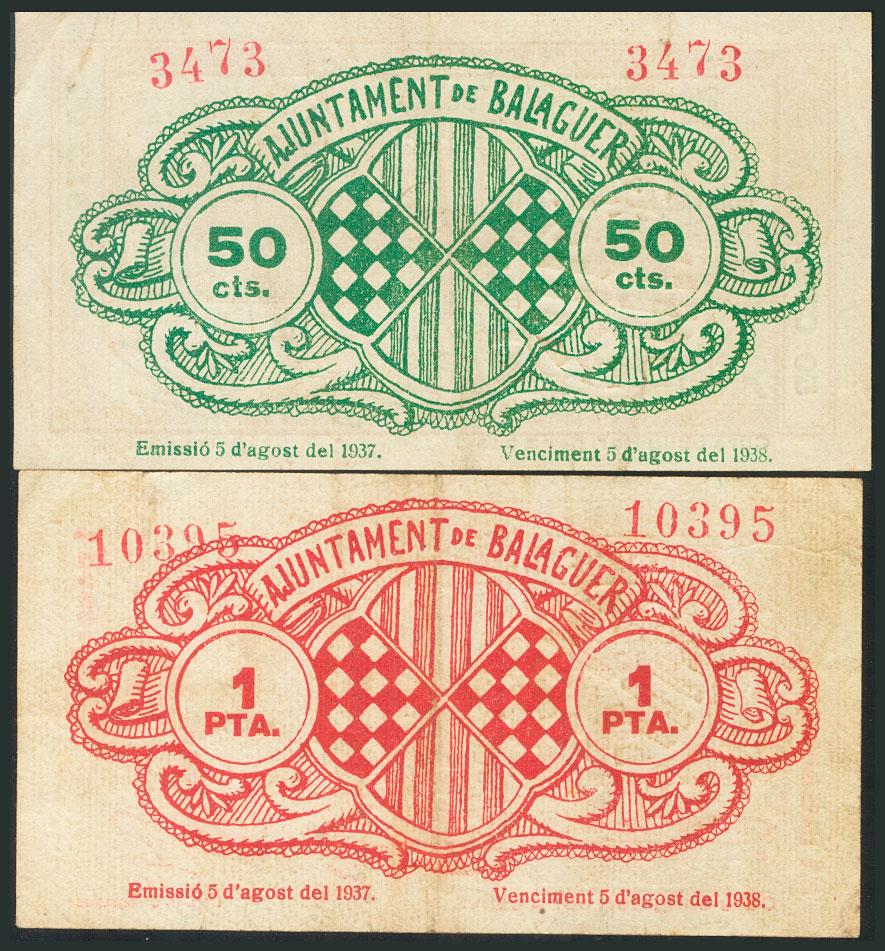 3473 3473
AJUNTAMENT DE BALAGUER
50 50
cts. cts.
Emissió 5 d'agost del 1937. Venciment 5 d'agost del 1938.
10395 10395
AJUNTAMENT DE BALAGUER
1 1
PTA. PTA.
Emissió 5 d'agost del 1937. Venciment 5 d'agost del 1938.